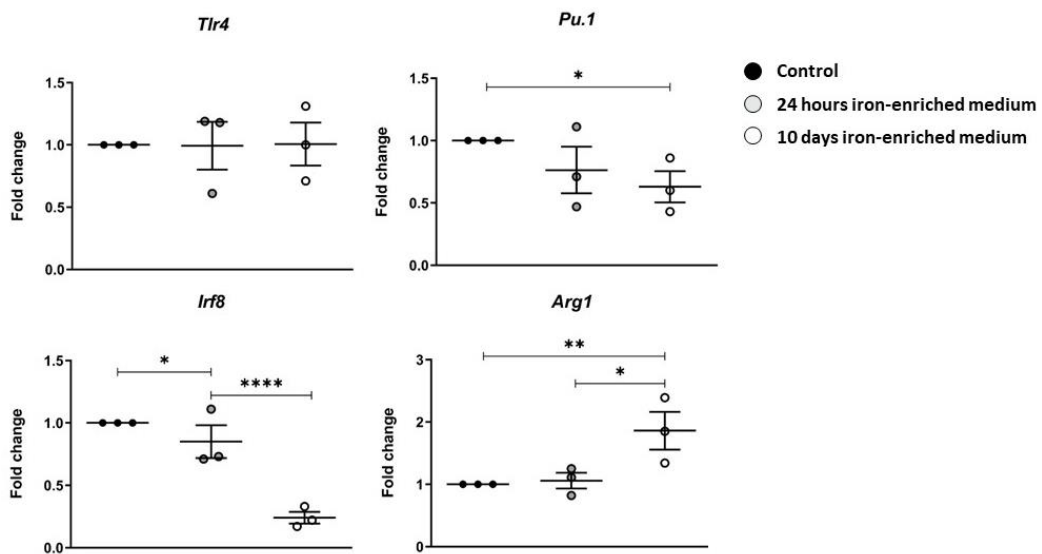 Tlr4
Fold change
1.5
1.0
0.5
0.0
Pu.1
Fold change
1.5
1.0
0.5
0.0
*
Control
24 hours iron-enriched medium
10 days iron-enriched medium
Irf8
Fold change
1.5
1.0
0.5
0.0
*
****
Arg1
Fold change
3
2
1
0
**
*